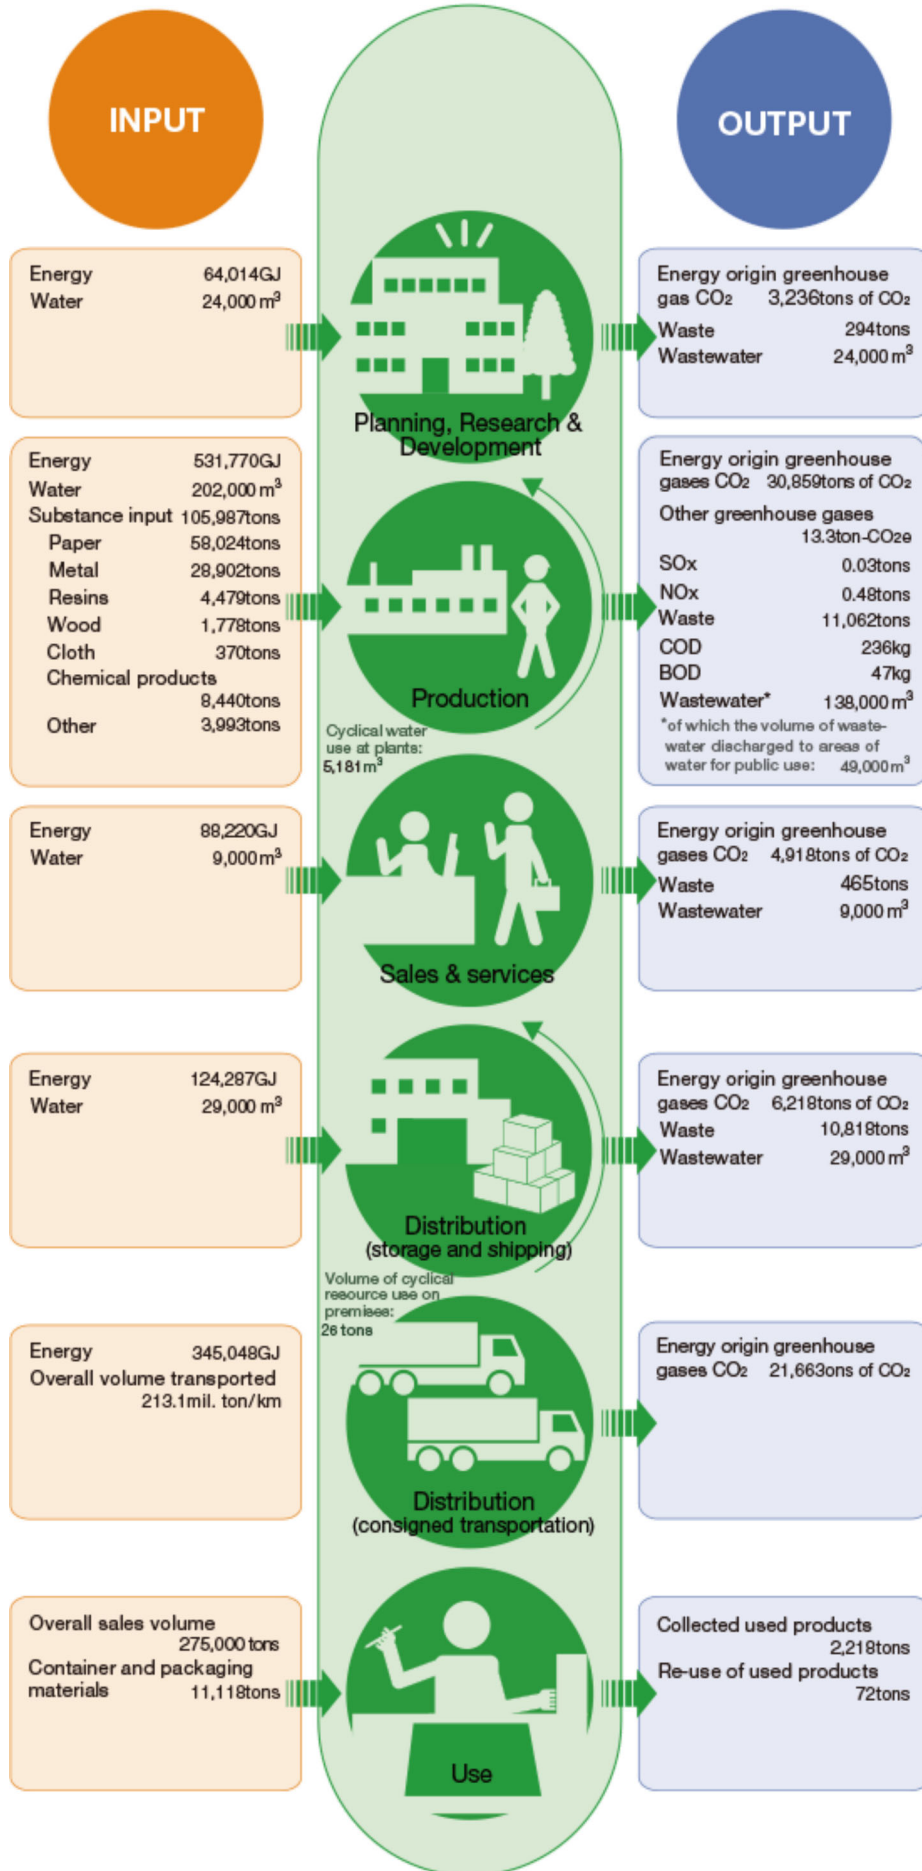 INPUT
OUTPUT
Energy 64,014GJ
Water 24,000 m³
Planning, Research &
Development
Energy origin greenhouse
gas CO₂ 3,236tons of CO₂
Waste 294tons
Wastewater 24,000 m³
Energy 531,770GJ
Water 202,000 m³
Substance input 105,987tons
Paper 58,024tons
Metal 28,902tons
Resins 4,479tons
Wood 1,778tons
Cloth 370tons
Chemical products
8,440tons
Other 3,993tons
Production
Cyclical water
use at plants:
5,181 m³
Energy origin greenhouse
gases CO₂ 30,859tons of CO₂
Other greenhouse gases
13.3ton-CO₂e
SOx 0.03tons
NOx 0.48tons
Waste 11,062tons
COD 236kg
BOD 47kg
Wastewater* 138,000 m³
*of which the volume of waste-
water discharged to areas of
water for public use: 49,000 m³
Energy 88,220GJ
Water 9,000 m³
Sales & services
Energy origin greenhouse
gases CO₂ 4,918tons of CO₂
Waste 465tons
Wastewater 9,000 m³
Energy 124,287GJ
Water 29,000 m³
Distribution
(storage and shipping)
Volume of cyclical
resource use on
premises:
26 tons
Energy origin greenhouse
gases CO₂ 6,218tons of CO₂
Waste 10,818tons
Wastewater 29,000 m³
Energy 345,048GJ
Overall volume transported
213.1mil. ton/km
Distribution
(consigned transportation)
Energy origin greenhouse
gases CO₂ 21,663ons of CO₂
Overall sales volume
275,000 tons
Container and packaging
materials 11,118tons
Use
Collected used products
2,218tons
Re-use of used products
72tons